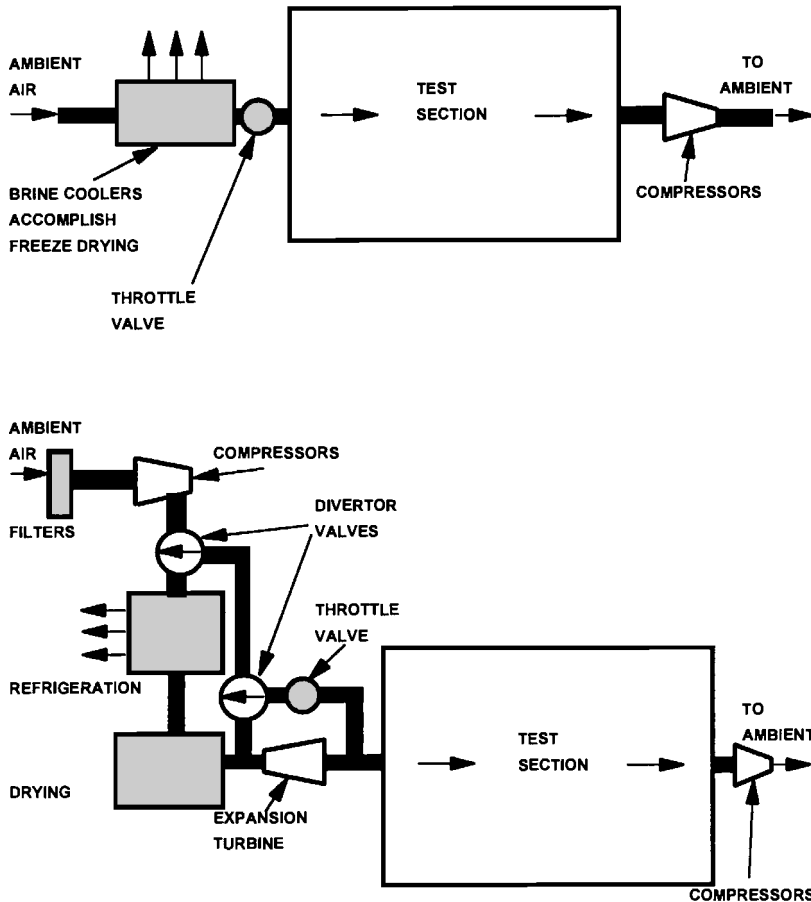 AMBIENT
AIR
TEST
SECTION
TO
AMBIENT
BRINE COOLERS
ACCOMPLISH
FREEZE DRYING
COMPRESSORS
THROTTLE
VALVE
AMBIENT
AIR
COMPRESSORS
FILTERS
DIVERTOR
VALVES
THROTTLE
VALVE
REFRIGERATION
TO
AMBIENT
TEST
SECTION
DRYING
EXPANSION
TURBINE
COMPRESSORS